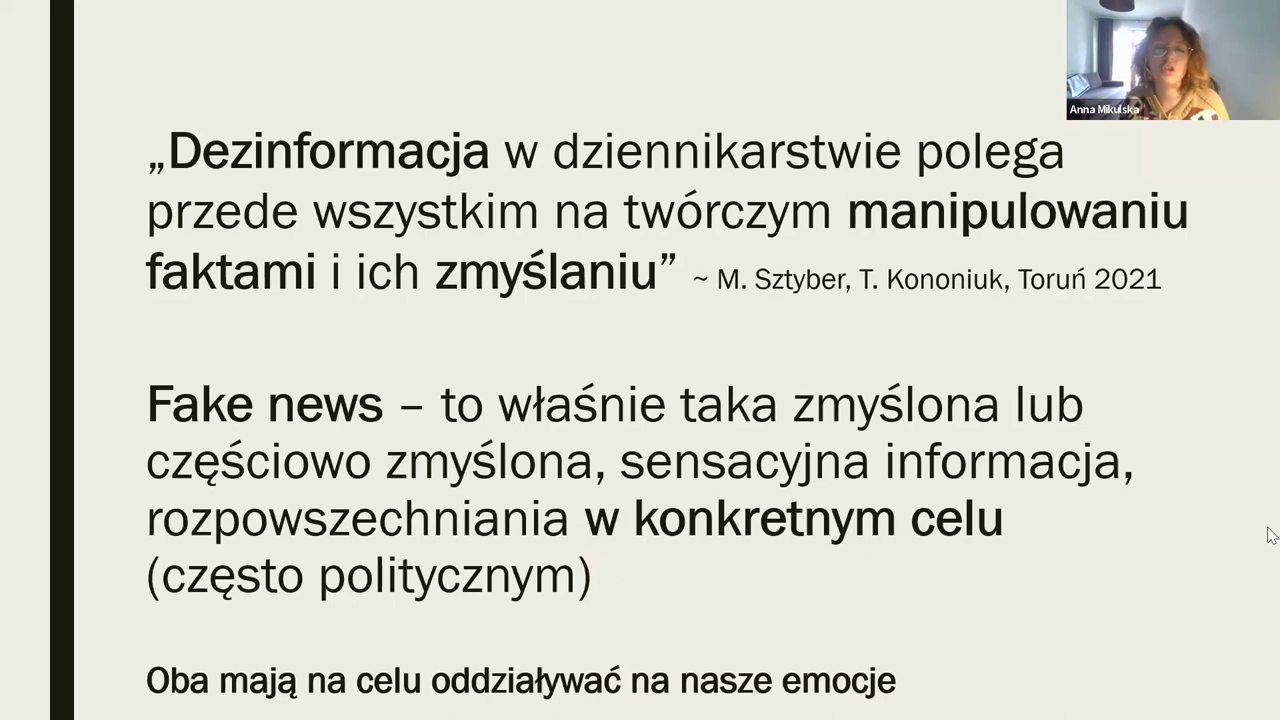 Anna Mikulska
„Dezinformacja w dziennikarstwie polega
przede wszystkim na twórczym manipulowaniu
faktami i ich zmyślaniu” ~ M. Sztyber, T. Kononiuk, Toruń 2021
Fake news – to właśnie taka zmyślona lub
częściowo zmyślona, sensacyjna informacja,
rozpowszechniania w konkretnym celu
(często politycznym)
Oba mają na celu oddziaływać na nasze emocje